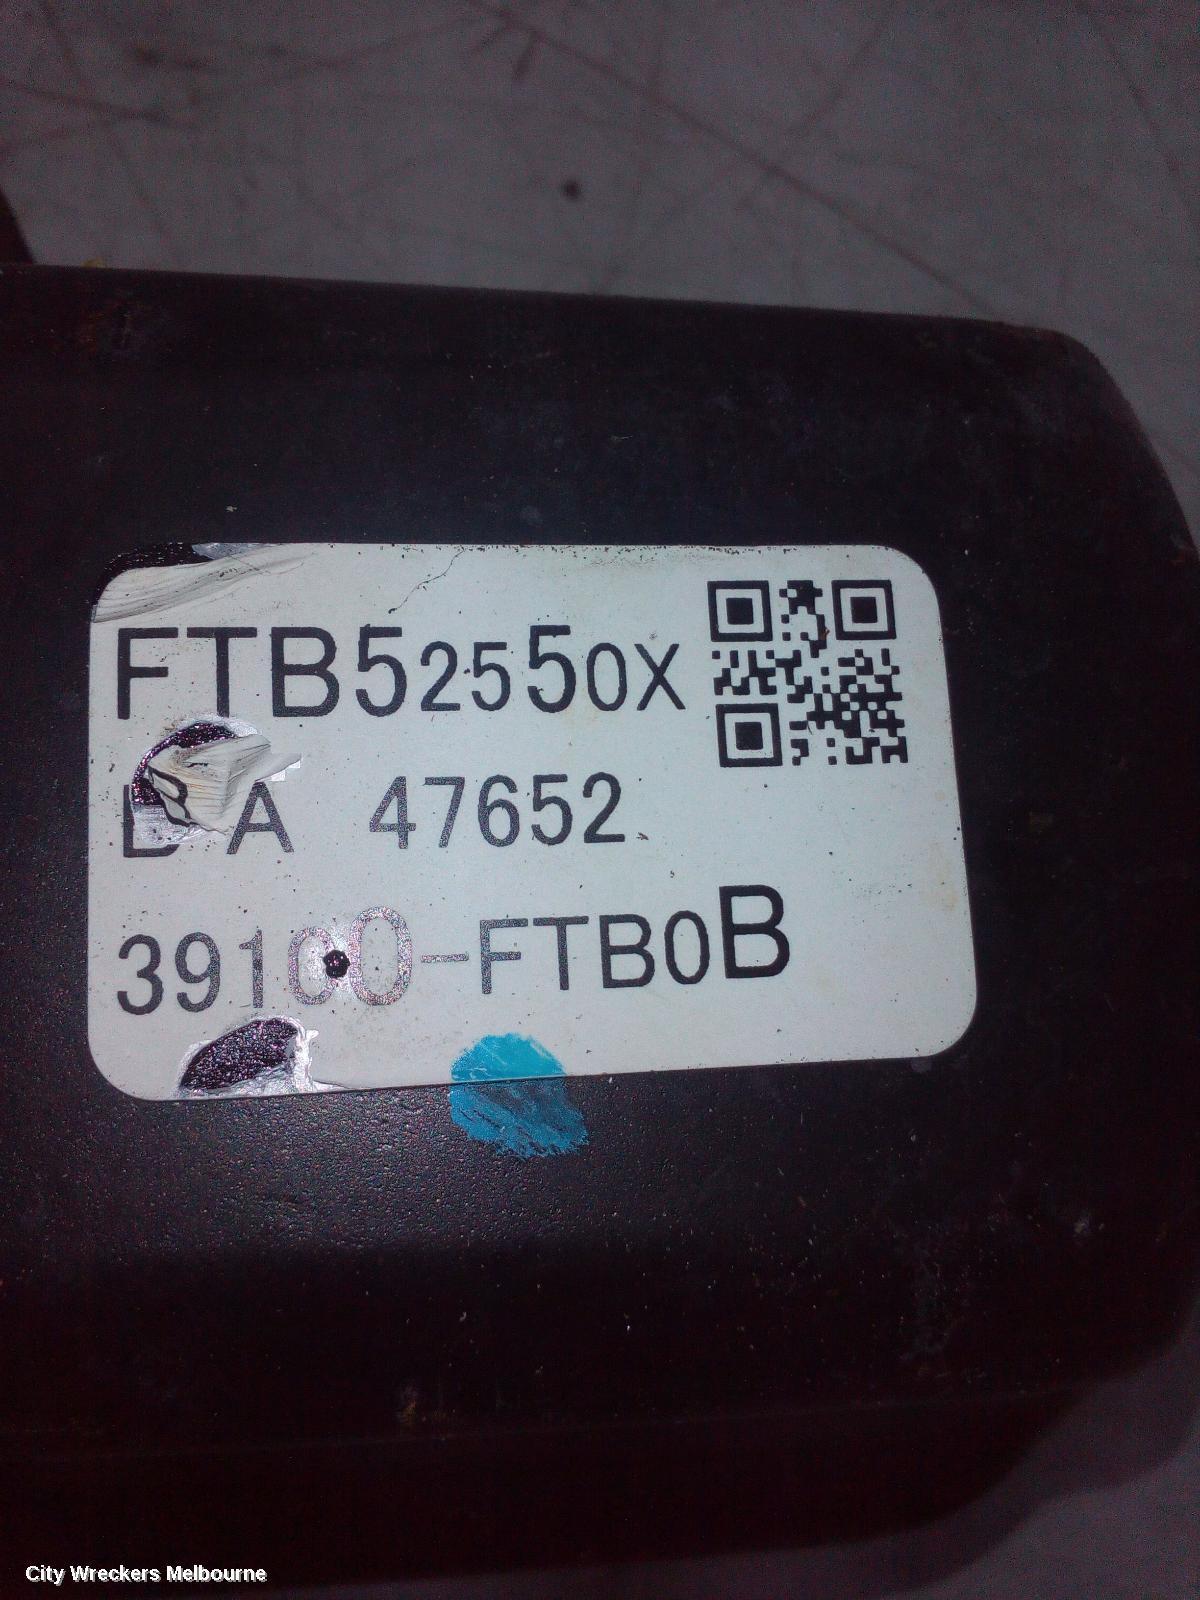 FTB52550X
A 47652
39100-FTB0B
City Wreckers Melbourne